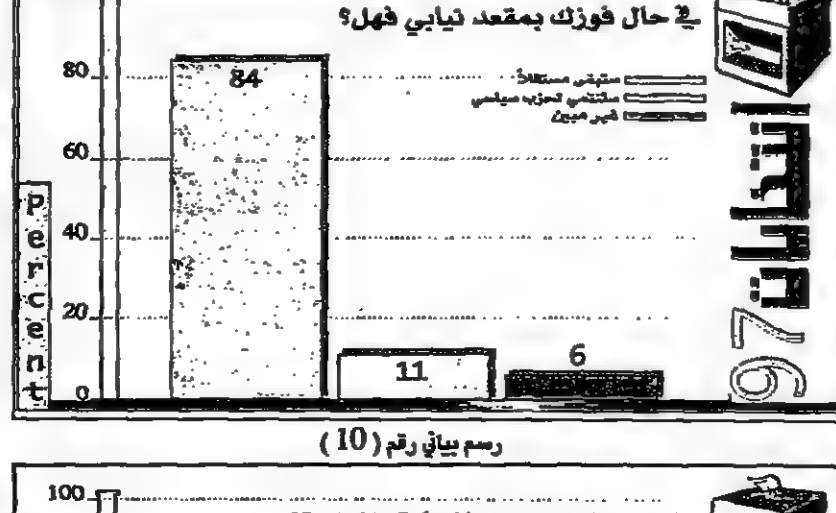 في حال فوزك بمقعد نيابي فهل؟
ستبقى مستقلاً
ستنتمي لحزب سياسي
غير مبين
انتخابات 97
Percent
80
60
40
20
0
84
11
6
رسم بياني رقم (10)
100